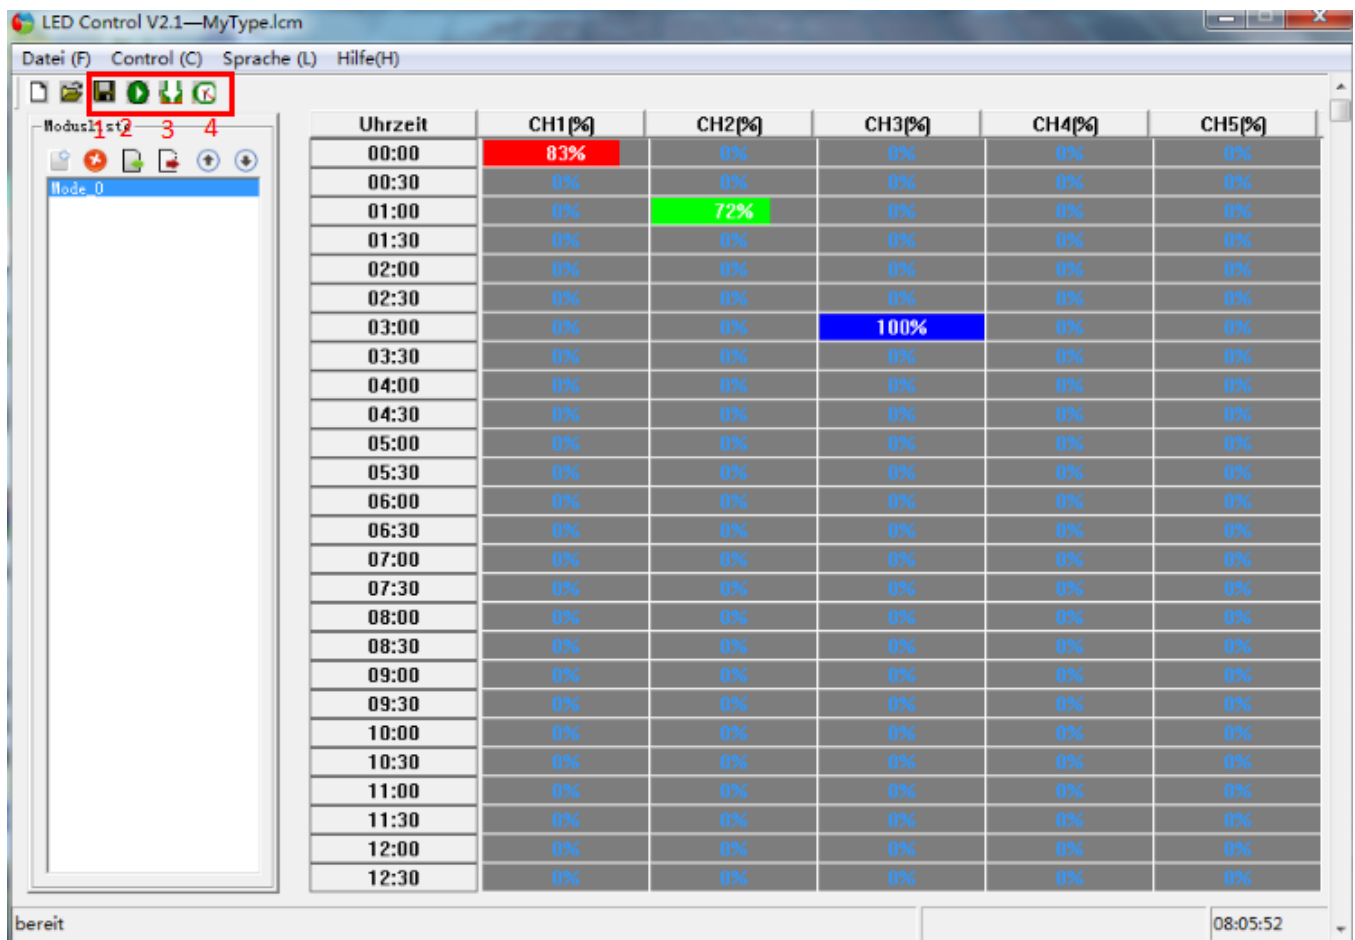 LED Control V2.1—MyType.lcm
Datei (F) Control (C) Sprache (L) Hilfe(H)
1 2 3 4
Modusliste
Mode_0
Uhrzeit CH1(%) CH2(%) CH3(%) CH4(%) CH5(%)
00:00 83% 0% 0% 0% 0%
00:30 0% 0% 0% 0% 0%
01:00 0% 72% 0% 0% 0%
01:30 0% 0% 0% 0% 0%
02:00 0% 0% 0% 0% 0%
02:30 0% 0% 0% 0% 0%
03:00 0% 0% 100% 0% 0%
03:30 0% 0% 0% 0% 0%
04:00 0% 0% 0% 0% 0%
04:30 0% 0% 0% 0% 0%
05:00 0% 0% 0% 0% 0%
05:30 0% 0% 0% 0% 0%
06:00 0% 0% 0% 0% 0%
06:30 0% 0% 0% 0% 0%
07:00 0% 0% 0% 0% 0%
07:30 0% 0% 0% 0% 0%
08:00 0% 0% 0% 0% 0%
08:30 0% 0% 0% 0% 0%
09:00 0% 0% 0% 0% 0%
09:30 0% 0% 0% 0% 0%
10:00 0% 0% 0% 0% 0%
10:30 0% 0% 0% 0% 0%
11:00 0% 0% 0% 0% 0%
11:30 0% 0% 0% 0% 0%
12:00 0% 0% 0% 0% 0%
12:30 0% 0% 0% 0% 0%
bereit 08:05:52